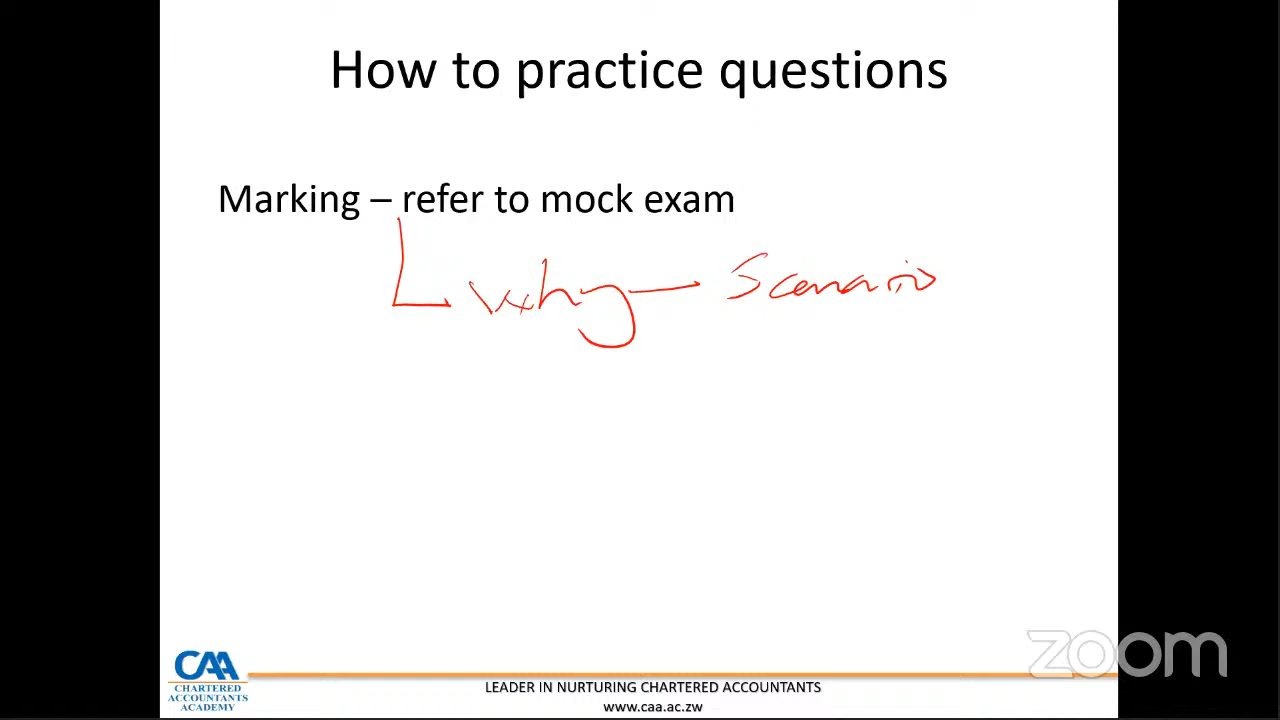 How to practice questions
Marking – refer to mock exam
why – Scenario
zoom
CAA
CHARTERED
ACCOUNTANTS
ACADEMY
LEADER IN NURTURING CHARTERED ACCOUNTANTS
www.caa.ac.zw